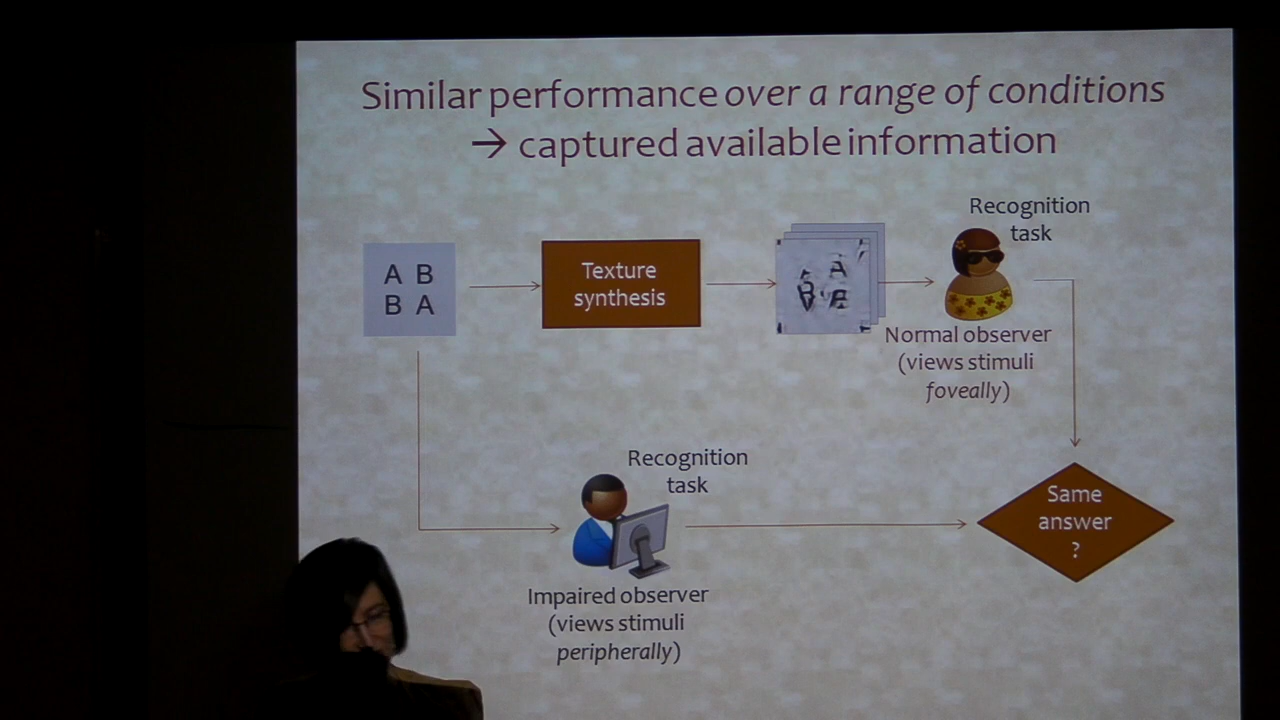 Similar performance over a range of conditions
→ captured available information
Recognition
task
A B
B A
Texture
synthesis
A
B
Normal observer
(views stimuli
foveally)
Recognition
task
Same
answer
?
Impaired observer
(views stimuli
peripherally)